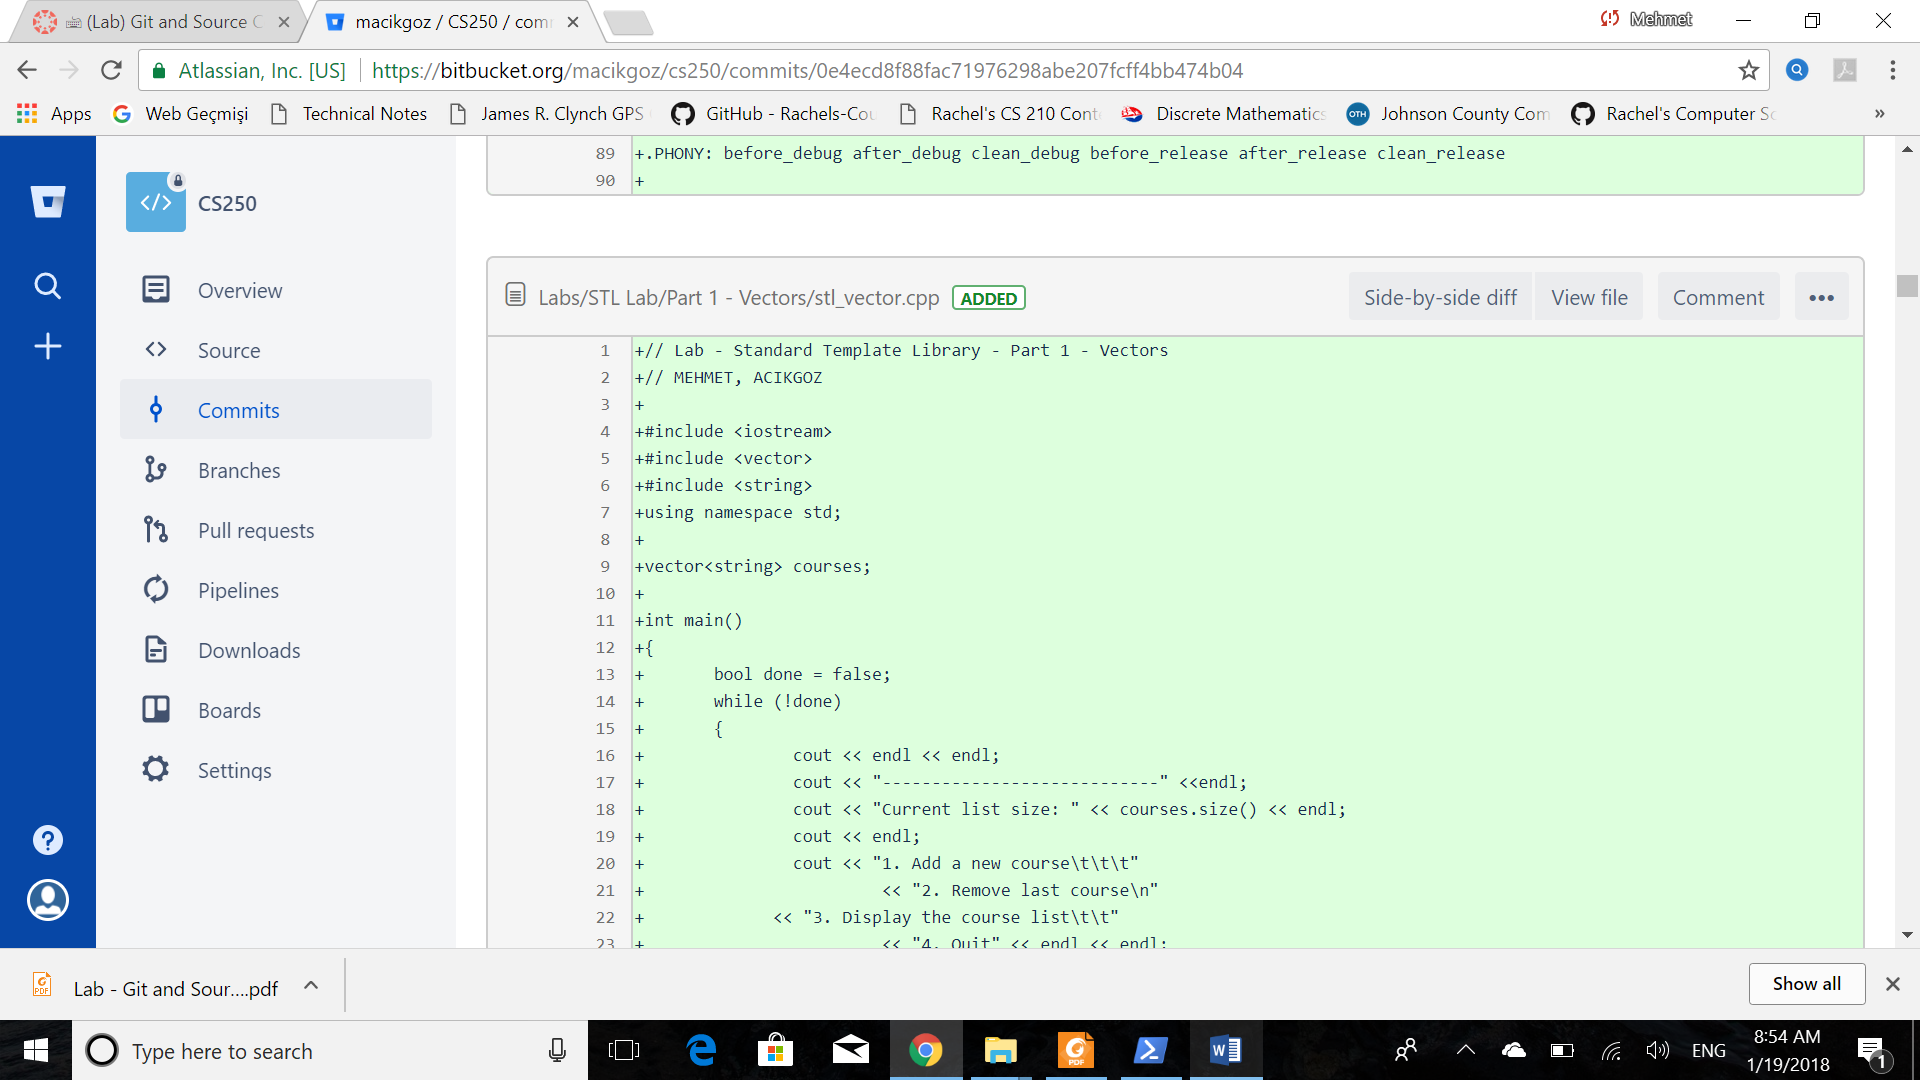 (Lab) Git and Source C
macikgoz / CS250 / com
Mehmet
Atlassian, Inc. [US]
https://bitbucket.org/macikgoz/cs250/commits/0e4ecd8f88fac71976298abe207fcff4bb474b04
Apps
Web Geçmişi
Technical Notes
James R. Clynch GPS
GitHub - Rachels-Cou
Rachel's CS 210 Cont
Discrete Mathematics
OTH
Johnson County Com
Rachel's Computer Sc
»
89 +.PHONY: before_debug after_debug clean_debug before_release after_release clean_release
90 +
</> CS250
Overview
Source
Commits
Branches
Pull requests
Pipelines
Downloads
Boards
Settings
Labs/STL Lab/Part 1 - Vectors/stl_vector.cpp ADDED
Side-by-side diff
View file
Comment
•••
1 +// Lab - Standard Template Library - Part 1 - Vectors
2 +// MEHMET, ACIKGOZ
3 +
4 +#include <iostream>
5 +#include <vector>
6 +#include <string>
7 +using namespace std;
8 +
9 +vector<string> courses;
10 +
11 +int main()
12 +{
13 + bool done = false;
14 + while (!done)
15 + {
16 + cout << endl << endl;
17 + cout << "----------------------------" <<endl;
18 + cout << "Current list size: " << courses.size() << endl;
19 + cout << endl;
20 + cout << "1. Add a new course\t\t\t"
21 + << "2. Remove last course\n"
22 + << "3. Display the course list\t\t"
23 + << "4. Quit" << endl << endl;
Lab - Git and Sour....pdf
Show all
Type here to search
ENG
8:54 AM
1/19/2018
1